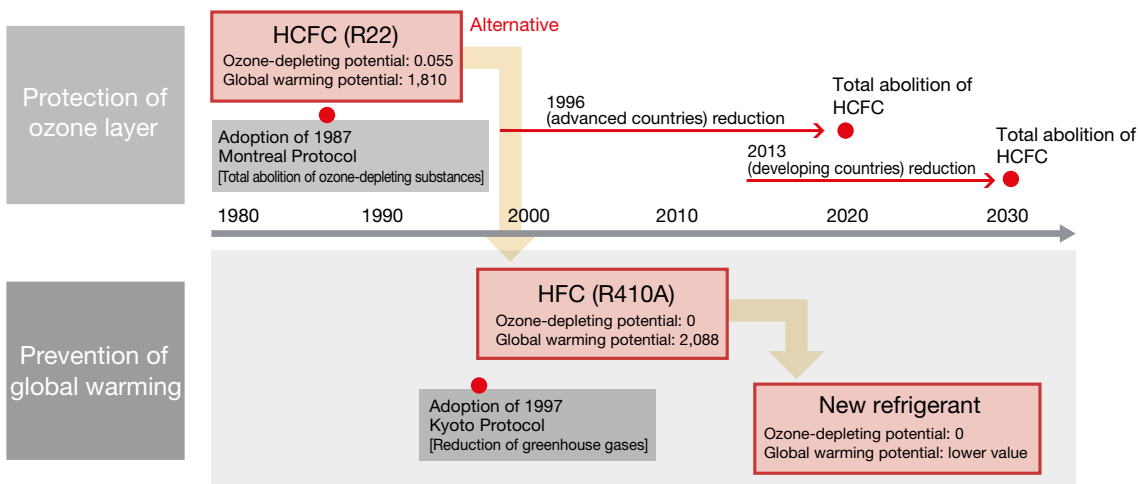 Protection of
ozone layer
HCFC (R22)
Ozone-depleting potential: 0.055
Global warming potential: 1,810
Alternative
Adoption of 1987
Montreal Protocol
[Total abolition of ozone-depleting substances]
1996
(advanced countries) reduction
Total abolition of
HCFC
2013
(developing countries) reduction
Total abolition of
HCFC
1980 1990 2000 2010 2020 2030
Prevention of
global warming
HFC (R410A)
Ozone-depleting potential: 0
Global warming potential: 2,088
Adoption of 1997
Kyoto Protocol
[Reduction of greenhouse gases]
New refrigerant
Ozone-depleting potential: 0
Global warming potential: lower value